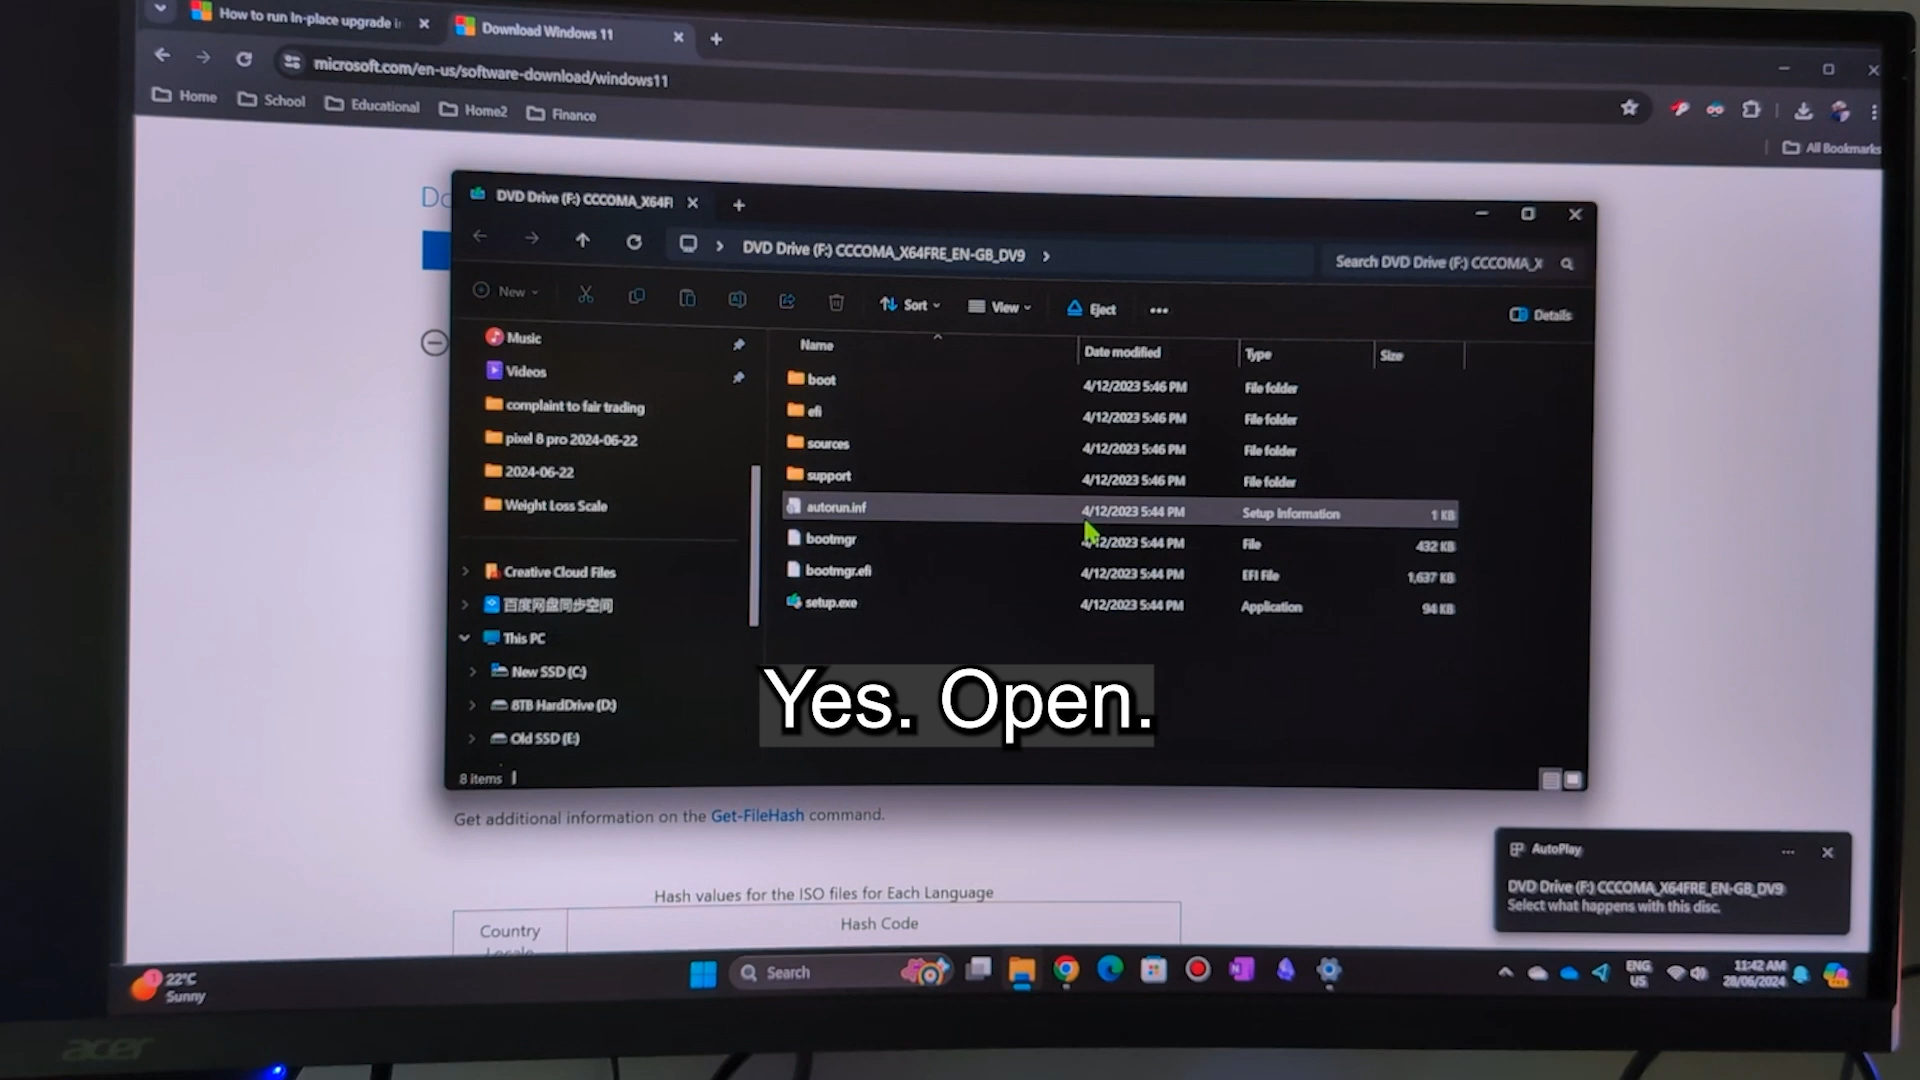 How to run In-place upgrade in
Download Windows 11
microsoft.com/en-us/software-download/windows11
Home
School
Educational
Home2
Finance
All Bookmarks
DVD Drive (F:) CCCOMA_X64F
DVD Drive (F:) CCCOMA_X64FRE_EN-GB_DV9
Search DVD Drive (F:) CCCOMA_X
New
Sort
View
Eject
Details
Music
Videos
complaint to fair trading
pixel 8 pro 2024-06-22
2024-06-22
Weight Loss Scale
Creative Cloud Files
百度网盘同步空间
This PC
New SSD (C:)
8TB HardDrive (D:)
Old SSD (E:)
8 items
Name Date modified Type Size
boot 4/12/2023 5:46 PM File folder
efi 4/12/2023 5:46 PM File folder
sources 4/12/2023 5:46 PM File folder
support 4/12/2023 5:46 PM File folder
autorun.inf 4/12/2023 5:44 PM Setup Information 1 KB
bootmgr 4/12/2023 5:44 PM File 432 KB
bootmgr.efi 4/12/2023 5:44 PM EFI File 1,637 KB
setup.exe 4/12/2023 5:44 PM Application 94 KB
Yes. Open.
Get additional information on the Get-FileHash command.
Hash values for the ISO files for Each Language
Country
Locale
Hash Code
AutoPlay
DVD Drive (F:) CCCOMA_X64FRE_EN-GB_DV9
Select what happens with this disc.
1
22°C
Sunny
Search
ENG
US
11:42 AM
28/06/2024
acer